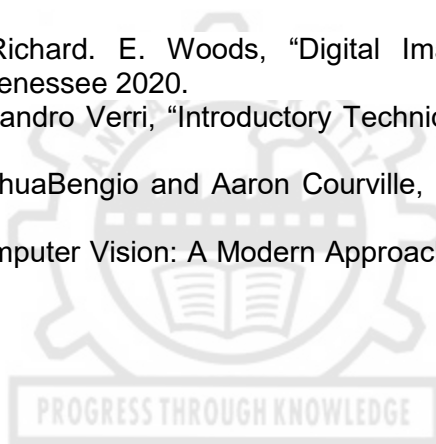 Richard. E. Woods, “Digital Ima
enessee 2020.
andro Verri, “Introductory Technic
huaBengio and Aaron Courville,
mputer Vision: A Modern Approac
PROGRESS THROUGH KNOWLEDGE